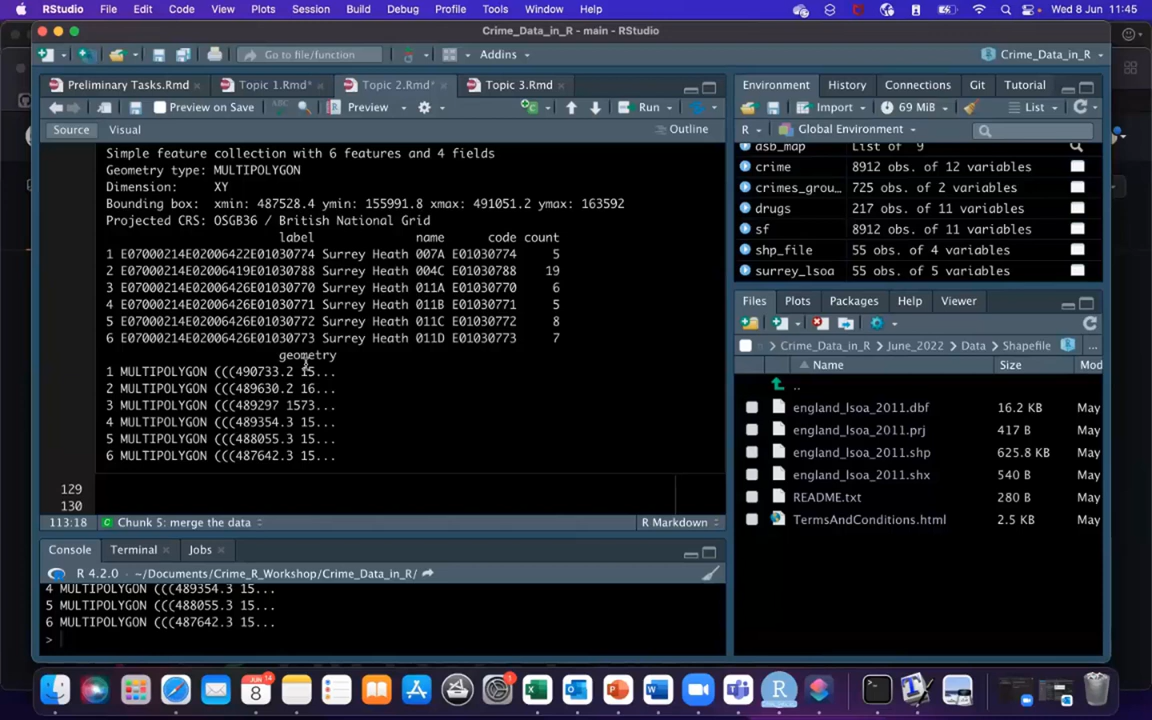 RStudio File Edit Code View Plots Session Build Debug Profile Tools Window Help Wed 8 Jun 11:45
Crime_Data_in_R - main - RStudio
Go to file/function Addins Crime_Data_in_R
Preliminary Tasks.Rmd Topic 1.Rmd* Topic 2.Rmd* Topic 3.Rmd
Preview on Save Preview Run
Source Visual Outline
Simple feature collection with 6 features and 4 fields
Geometry type: MULTIPOLYGON
Dimension: XY
Bounding box: xmin: 487528.4 ymin: 155991.8 xmax: 491051.2 ymax: 163592
Projected CRS: OSGB36 / British National Grid
label name code count
1 E07000214E02006422E01030774 Surrey Heath 007A E01030774 5
2 E07000214E02006419E01030788 Surrey Heath 004C E01030788 19
3 E07000214E02006426E01030770 Surrey Heath 011A E01030770 6
4 E07000214E02006426E01030771 Surrey Heath 011B E01030771 5
5 E07000214E02006426E01030772 Surrey Heath 011C E01030772 8
6 E07000214E02006426E01030773 Surrey Heath 011D E01030773 7
geometry
1 MULTIPOLYGON (((490733.2 15...
2 MULTIPOLYGON (((489630.2 16...
3 MULTIPOLYGON (((489297 1573...
4 MULTIPOLYGON (((489354.3 15...
5 MULTIPOLYGON (((488055.3 15...
6 MULTIPOLYGON (((487642.3 15...
129
130
113:18 Chunk 5: merge the data R Markdown
Console Terminal Jobs
R 4.2.0 · ~/Documents/Crime_R_Workshop/Crime_Data_in_R/
4 MULTIPOLYGON (((489354.3 15...
5 MULTIPOLYGON (((488055.3 15...
6 MULTIPOLYGON (((487642.3 15...
>
Environment History Connections Git Tutorial
Import 69 MiB List
R Global Environment
asb_map List of 9
crime 8912 obs. of 12 variables
crimes_grou… 725 obs. of 2 variables
drugs 217 obs. of 11 variables
sf 8912 obs. of 11 variables
shp_file 55 obs. of 4 variables
surrey_lsoa 55 obs. of 5 variables
Files Plots Packages Help Viewer
Crime_Data_in_R June_2022 Data Shapefile ...
Name Size Mod
..
england_lsoa_2011.dbf 16.2 KB May
england_lsoa_2011.prj 417 B May
england_lsoa_2011.shp 625.8 KB May
england_lsoa_2011.shx 540 B May
README.txt 280 B May
TermsAndConditions.html 2.5 KB May
JUN 14
8
1